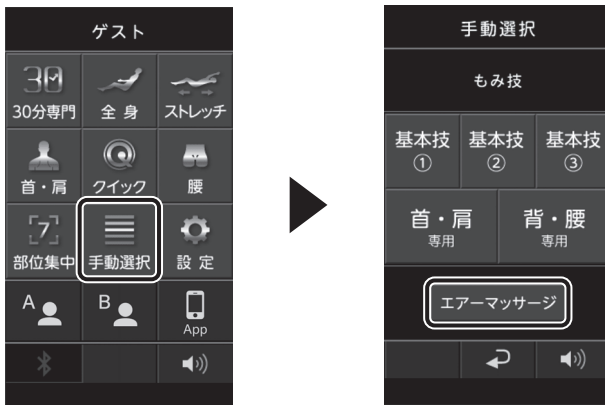 ゲスト
30
30分専門
全 身
ストレッチ
首・肩
クイック
腰
7
部位集中
手動選択
設 定
A
B
App
手動選択
もみ技
基本技
①
基本技
②
基本技
③
首・肩
専用
背・腰
専用
エアーマッサージ